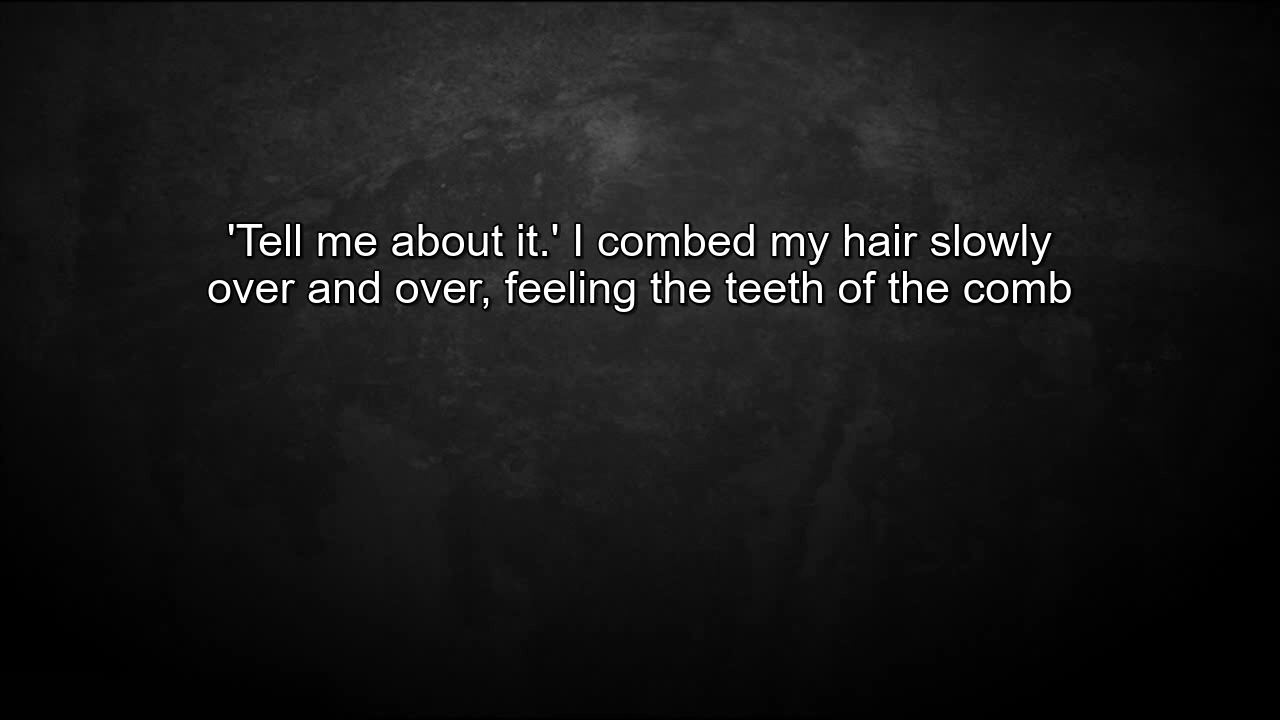 'Tell me about it.' I combed my hair slowly
over and over, feeling the teeth of the comb